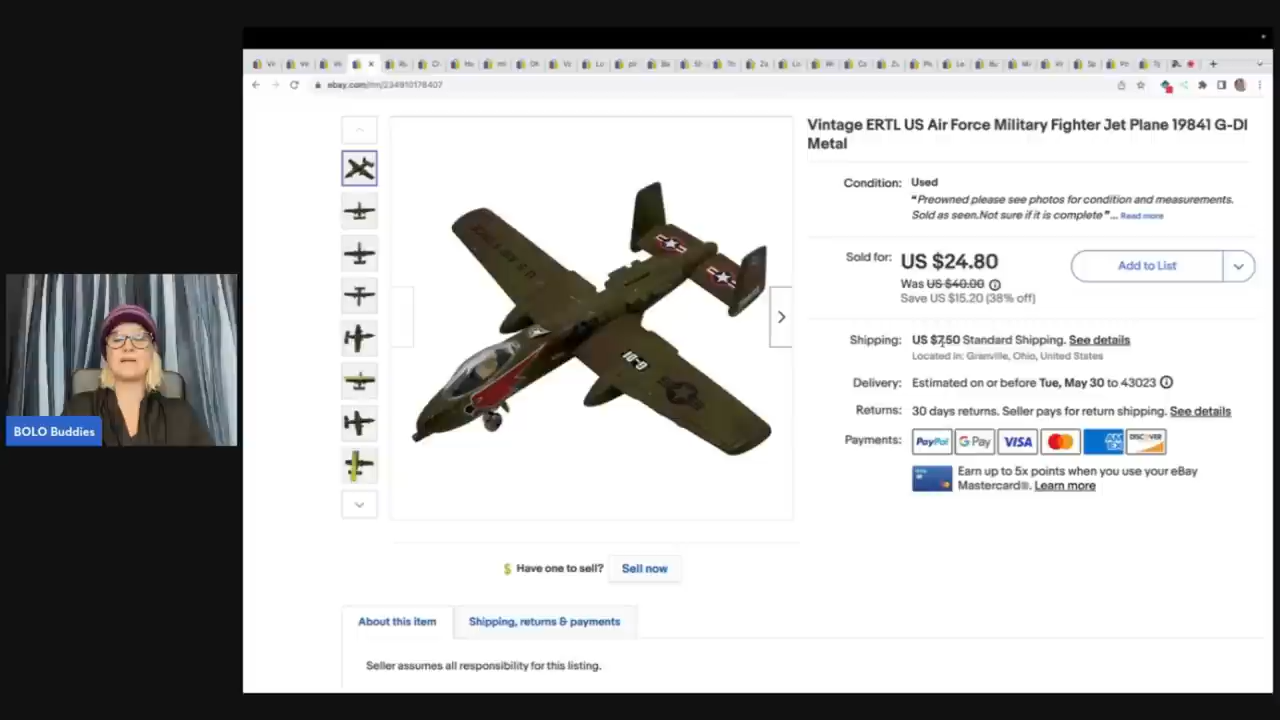 ebay.com/itm/234910178407
Vintage ERTL US Air Force Military Fighter Jet Plane 19841 G-DI
Metal
Condition: Used
"Preowned please see photos for condition and measurements.
Sold as seen.Not sure if it is complete"... Read more
Sold for: US $24.80
Add to List
Was US $40.00
Save US $15.20 (38% off)
Shipping: US $7.50 Standard Shipping. See details
Located in: Granville, Ohio, United States
Delivery: Estimated on or before Tue, May 30 to 43023
Returns: 30 days returns. Seller pays for return shipping. See details
Payments: PayPal G Pay VISA AM EX DISCOVER
Earn up to 5x points when you use your eBay
Mastercard®. Learn more
BOLO Buddies
$ Have one to sell? Sell now
About this item
Shipping, returns & payments
Seller assumes all responsibility for this listing.